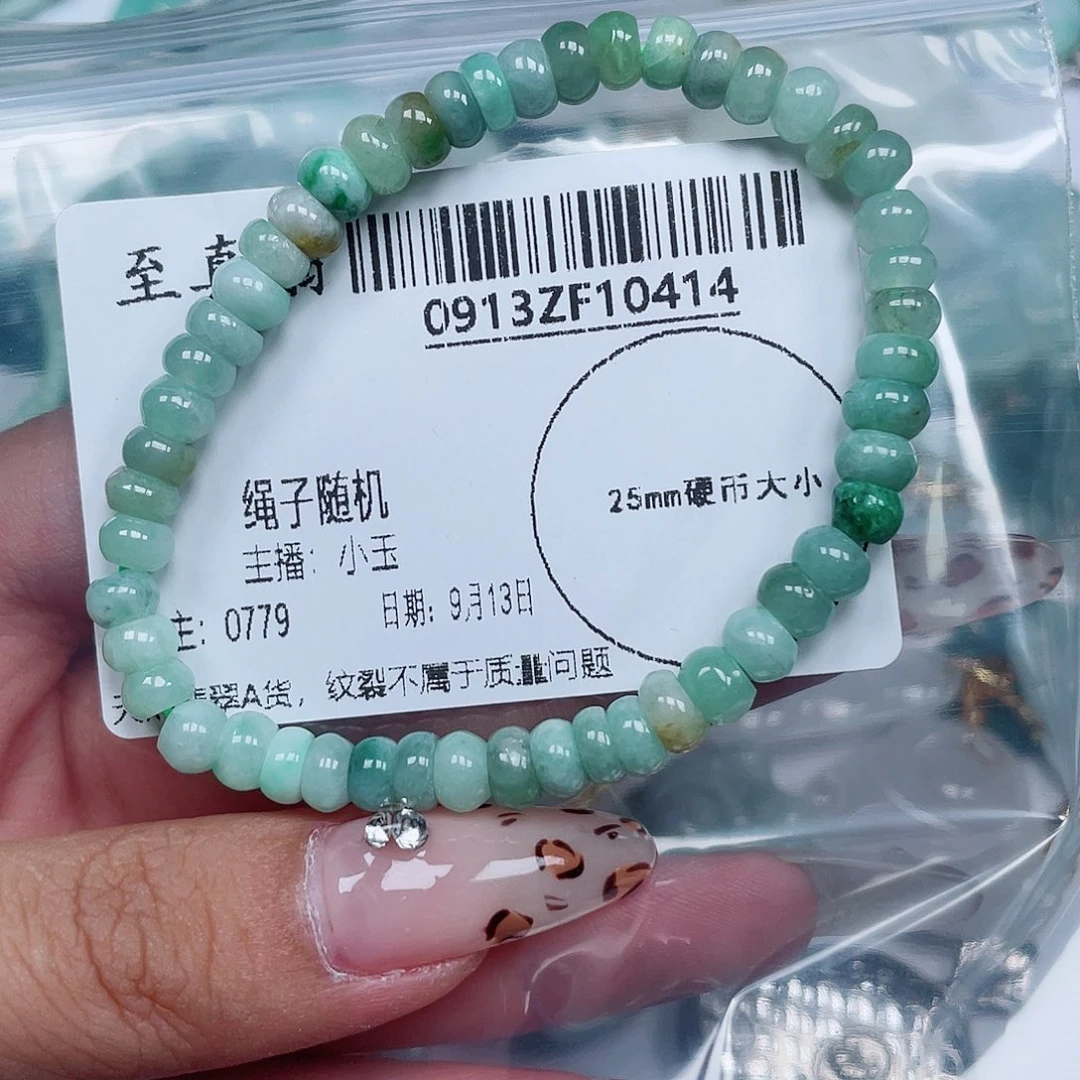 至
0913ZF10414
25mm硬币大小
绳子随机
主播：小玉
主：0779
日期：9月13日
翠A货，纹裂不属于质量问题